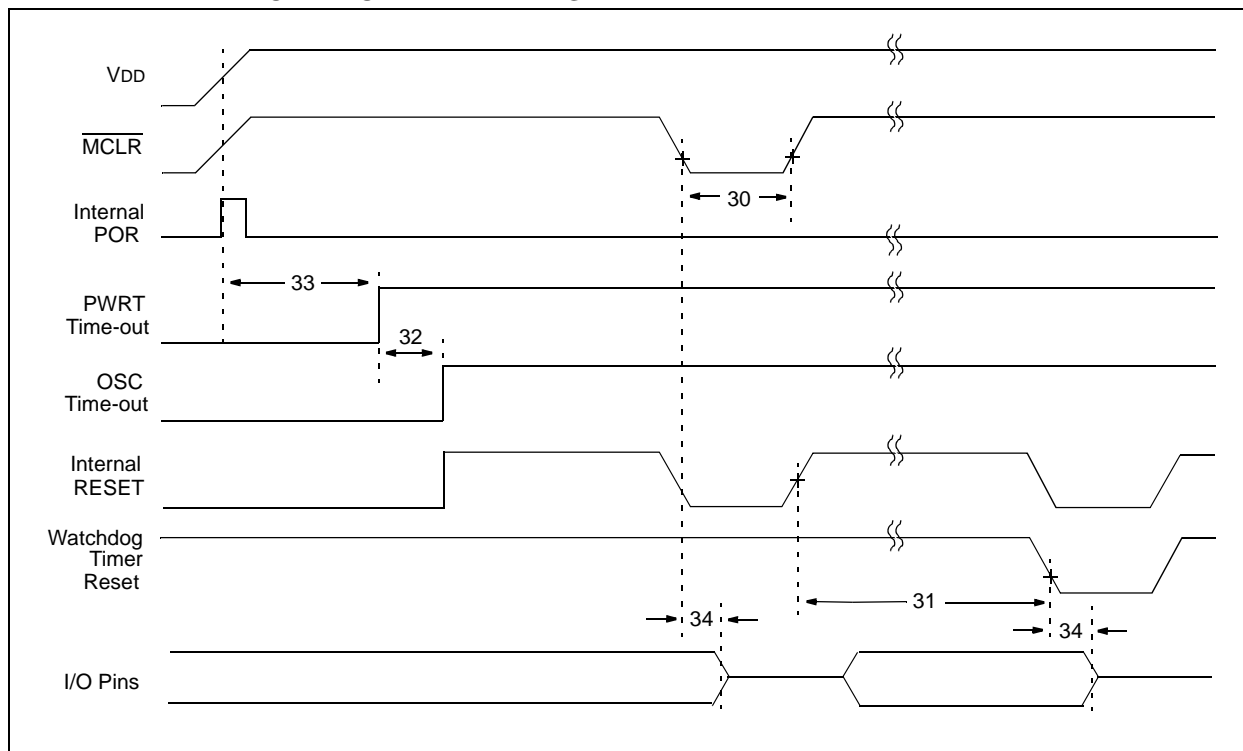 VDD
MCLR
30
Internal
POR
33
PWRT
Time-out
32
OSC
Time-out
Internal
RESET
Watchdog
Timer
Reset
31
34
34
I/O Pins